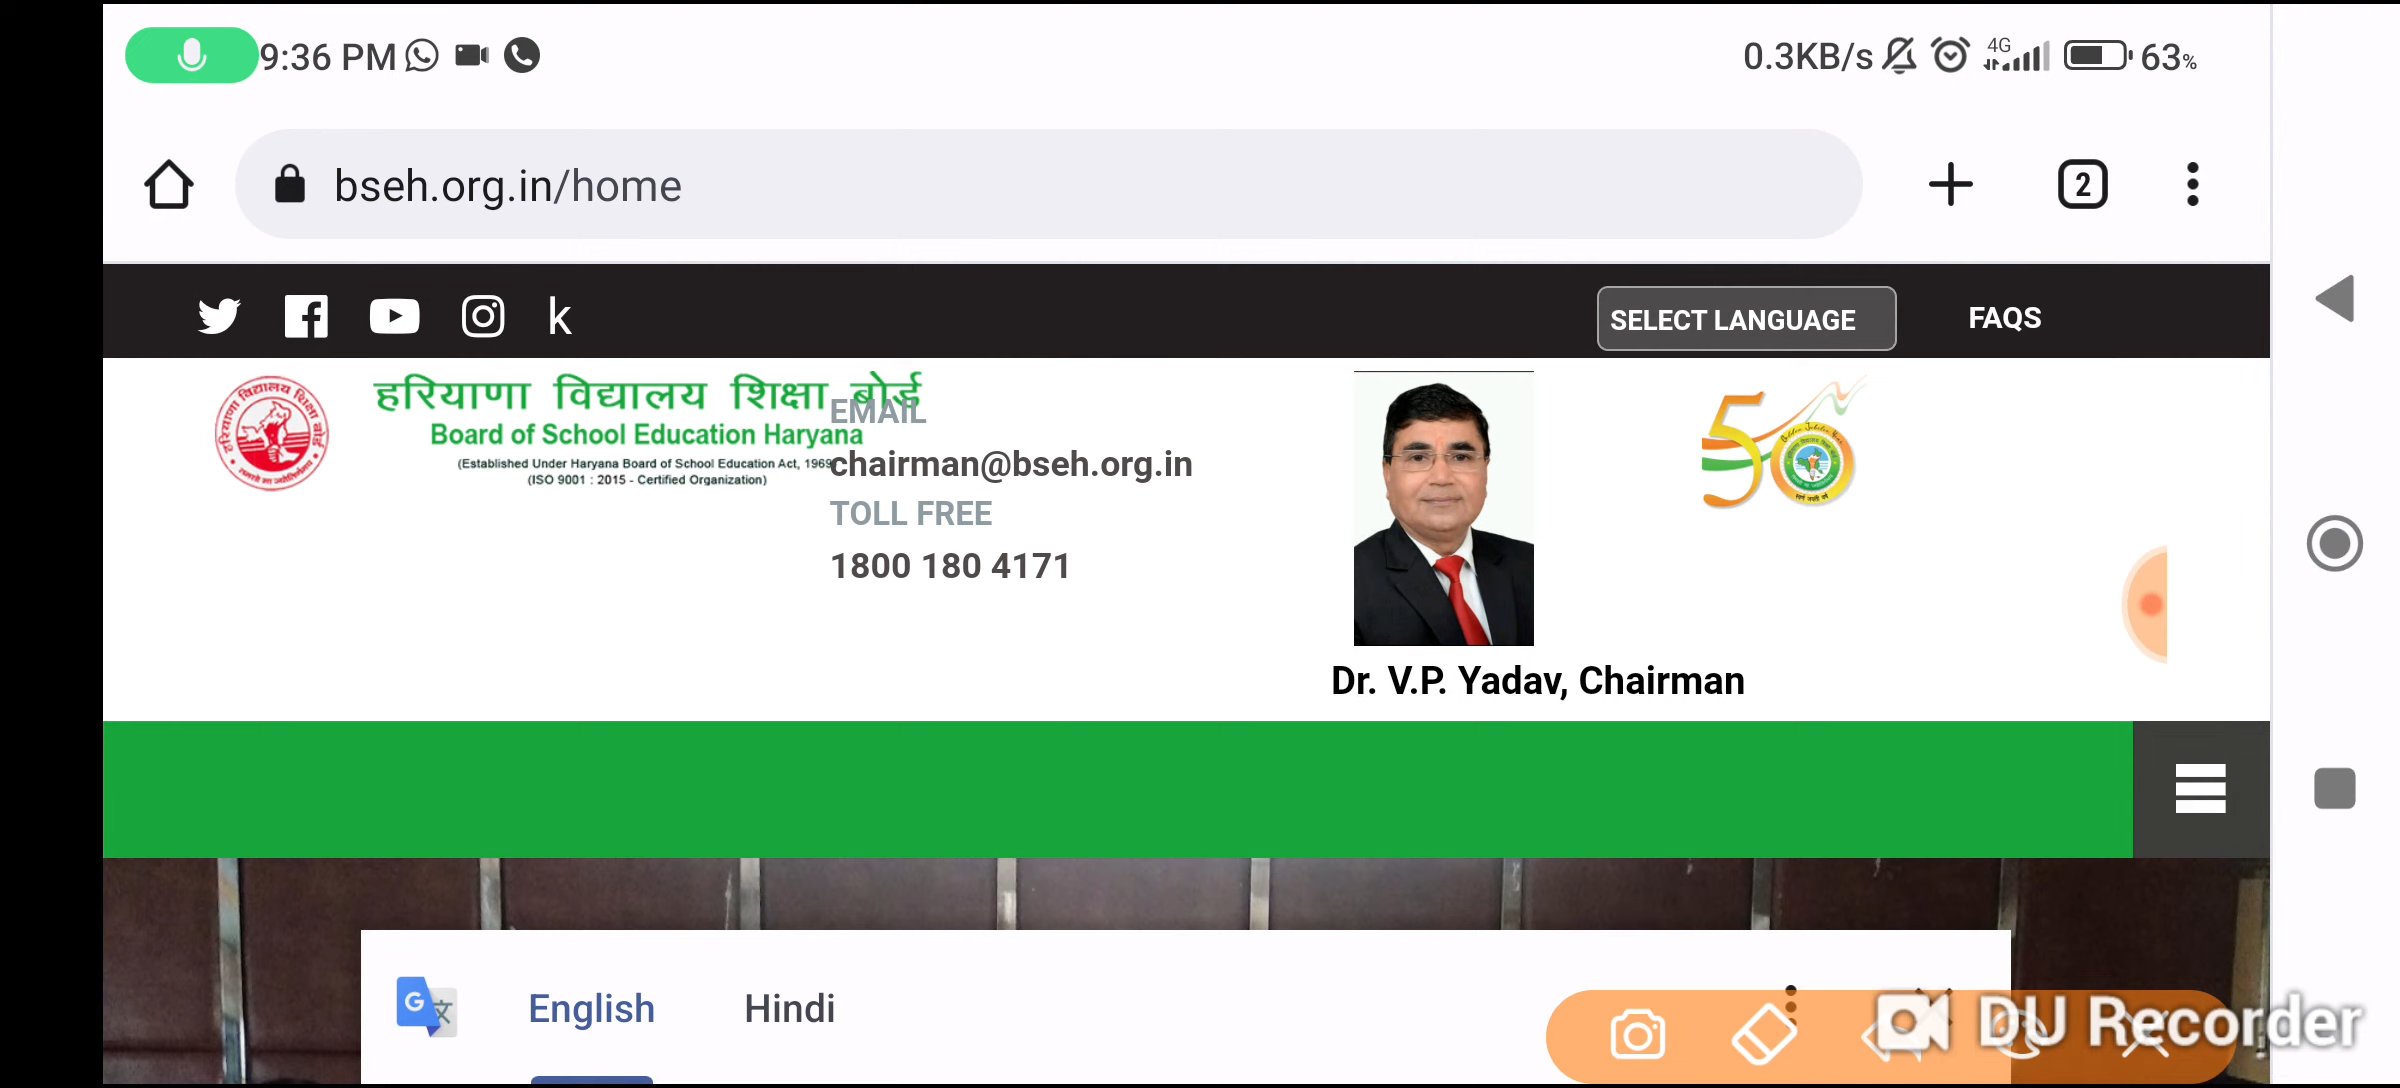 9:36 PM 0.3KB/s 4G 63%
bseh.org.in/home 2
k SELECT LANGUAGE FAQS
हरियाणा विद्यालय शिक्षा बोर्ड
EMAIL
Board of School Education Haryana
(Established Under Haryana Board of School Education Act, 1969
chairman@bseh.org.in
(ISO 9001 : 2015 - Certified Organization)
TOLL FREE
1800 180 4171
50
Dr. V.P. Yadav, Chairman
English Hindi
DU Recorder